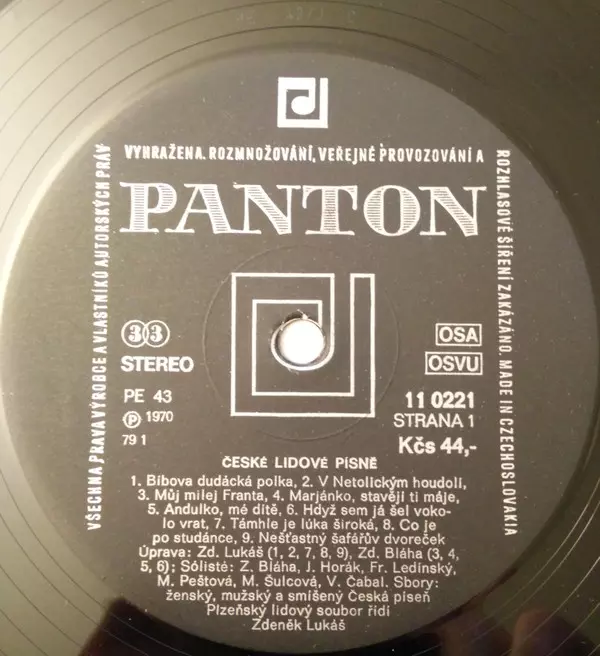 VYHRAŽENA. ROZMNOŽOVÁNÍ, VEŘEJNÉ PROVOZOVÁNÍ A
ROZHLASOVÉ ŠÍŘENÍ ZAKÁZÁNO. MADE IN CZECHOSLOVAKIA
VŠECHNA PRÁVA VÝROBCE A VLASTNÍKŮ AUTORSKÝCH PRÁV
PANTON
33
STEREO
PE 43
Ⓟ 1970
79 1
OSA
OSVU
11 0221
STRANA 1
Kčs 44,-
ČESKÉ LIDOVÉ PÍSNĚ
1. Bíbova dudácká polka, 2. V Netolickým houdoli,
3. Můj milej Franta, 4. Marjánko, stavěji ti máje,
5. Andulko, mé dítě, 6. Hdyž sem já šel voko-
lo vrat, 7. Támhle je lúka široká, 8. Co je
po studánce, 9. Nešťastný šafářův dvoreček
Úprava: Zd. Lukáš (1, 2, 7, 8, 9), Zd. Bláha (3, 4,
5, 6); Sólisté: Z. Bláha, J. Horák, Fr. Ledinský,
M. Peštová, M. Šulcová, V. Čabal. Sbory:
ženský, mužský a smíšený Česká píseň
Plzeňský lidový soubor řídí
Zdeněk Lukáš